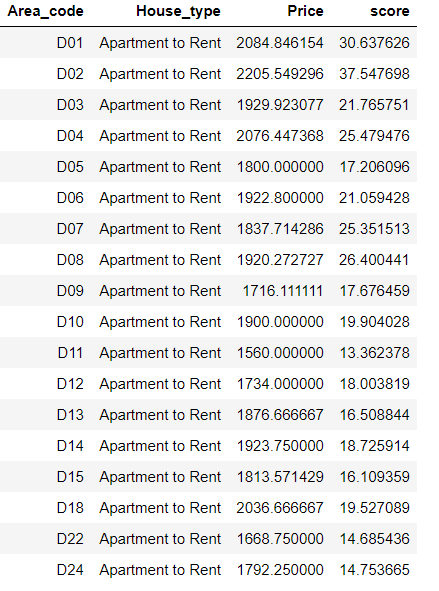 Area_code House_type Price score
D01 Apartment to Rent 2084.846154 30.637626
D02 Apartment to Rent 2205.549296 37.547698
D03 Apartment to Rent 1929.923077 21.765751
D04 Apartment to Rent 2076.447368 25.479476
D05 Apartment to Rent 1800.000000 17.206096
D06 Apartment to Rent 1922.800000 21.059428
D07 Apartment to Rent 1837.714286 25.351513
D08 Apartment to Rent 1920.272727 26.400441
D09 Apartment to Rent 1716.111111 17.676459
D10 Apartment to Rent 1900.000000 19.904028
D11 Apartment to Rent 1560.000000 13.362378
D12 Apartment to Rent 1734.000000 18.003819
D13 Apartment to Rent 1876.666667 16.508844
D14 Apartment to Rent 1923.750000 18.725914
D15 Apartment to Rent 1813.571429 16.109359
D18 Apartment to Rent 2036.666667 19.527089
D22 Apartment to Rent 1668.750000 14.685436
D24 Apartment to Rent 1792.250000 14.753665